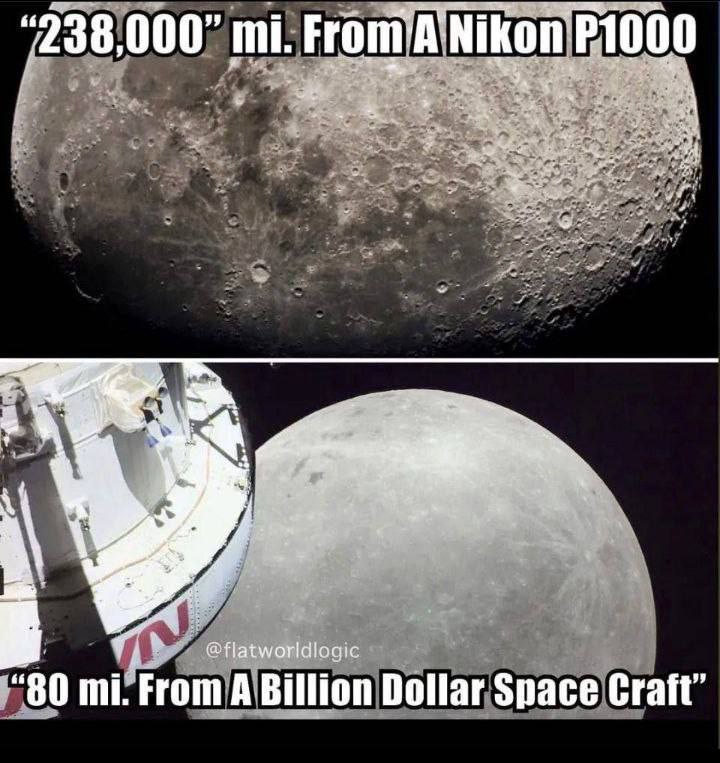 “238,000” mi. From A Nikon P1000
@flatworldlogic
“80 mi. From A Billion Dollar Space Craft”